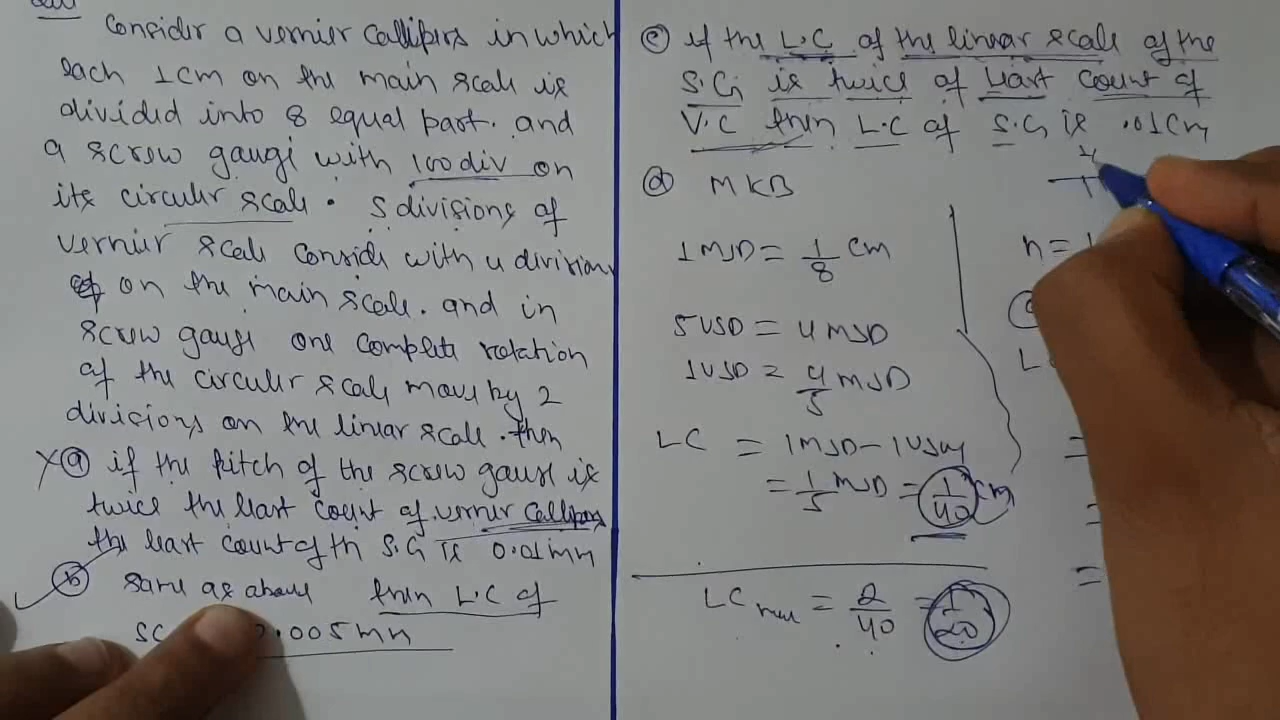 Consider a vernier callipers in which
each 1cm on the main scale is
divided into 8 equal part. and
a screw gauge with 100 div on
its circular scale. 5 divisions of
vernier scale conside with 4 divisions
on the main scale. and in
screw gauge one complete rotation
of the circular scale move by 2
divisions on the linear scale. then
X (a) if the pitch of the screw gauge is
twice the least count of verner callipers
the least count of th S.G is 0.01mm
(b) same as above then L.C of
SG 0.005mm
(c) if the L.C of the linear scale of the
S.G is twice of least count of
V.C then L.C of S.G is .01cm
(d) MKB
1MSD = 1/8 cm
5VSD = 4MSD
1VSD = 4/5 MSD
LC = 1MSD - 1VSD
= 1/5 MSD = 1/40 cm
LC = 2/40 = 1/20
n =
L
=
=
=